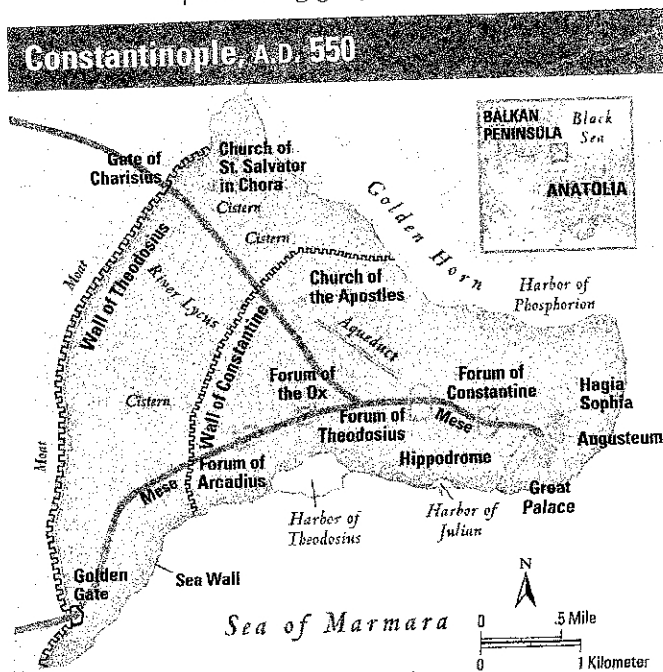 Constantinople, A.D. 550
Gate of
Charisius
Church of
St. Salvator
in Chora
Cistern
Cistern
Golden Horn
BALKAN
PENINSULA
Black
Sea
ANATOLIA
Harbor of
Phosphorion
Moat
Wall of Theodosius
River Lycus
Wall of Constantine
Church of
the Apostles
Aqueduct
Cistern
Forum of
the Ox
Forum of
Theodosius
Forum of
Constantine
Mese
Hagia
Sophia
Augusteum
Hippodrome
Great
Palace
Moat
Mese
Forum of
Arcadius
Harbor of
Theodosius
Harbor of
Julian
Golden
Gate
Sea Wall
Sea of Marmara
N
0 .5 Mile
0 1 Kilometer